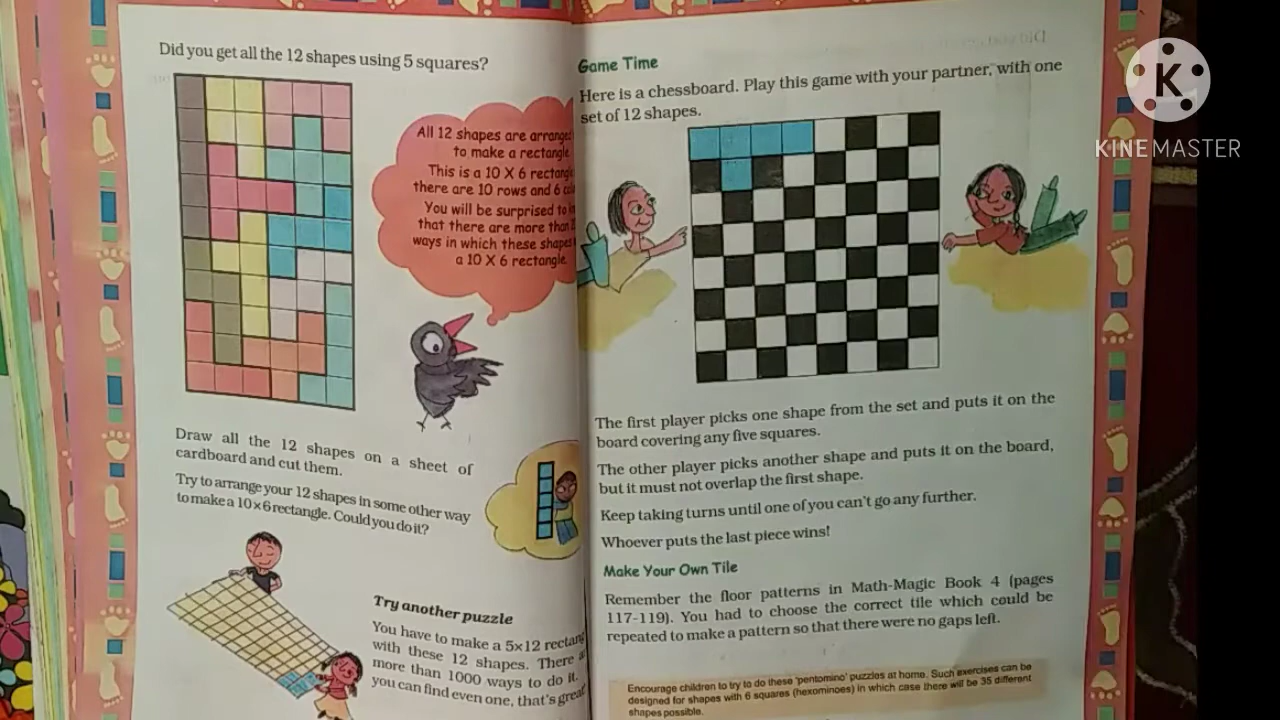 Did you get all the 12 shapes using 5 squares?
All 12 shapes are arranged
to make a rectangle
This is a 10 X 6 rectang
there are 10 rows and 6
You will be surprised to
that there are more than
ways in which these shapes
a 10 X 6 rectangle
Draw all the 12 shapes on a sheet of
cardboard and cut them.
Try to arrange your 12 shapes in some other way
to make a 10×6 rectangle. Could you do it?
Try another puzzle
You have to make a 5×12 rectang
with these 12 shapes. There
more than 1000 ways to do it.
you can find even one, that's great
Game Time
Here is a chessboard. Play this game with your partner, with one
set of 12 shapes.
The first player picks one shape from the set and puts it on the
board covering any five squares.
The other player picks another shape and puts it on the board,
but it must not overlap the first shape.
Keep taking turns until one of you can't go any further.
Whoever puts the last piece wins!
Make Your Own Tile
Remember the floor patterns in Math-Magic Book 4 (pages
117-119). You had to choose the correct tile which could be
repeated to make a pattern so that there were no gaps left.
Encourage children to try to do these 'pentomino' puzzles at home. Such exercises can be
designed for shapes with 6 squares (hexominoes) in which case there will be 35 different
shapes possible.
K
KINEMASTER